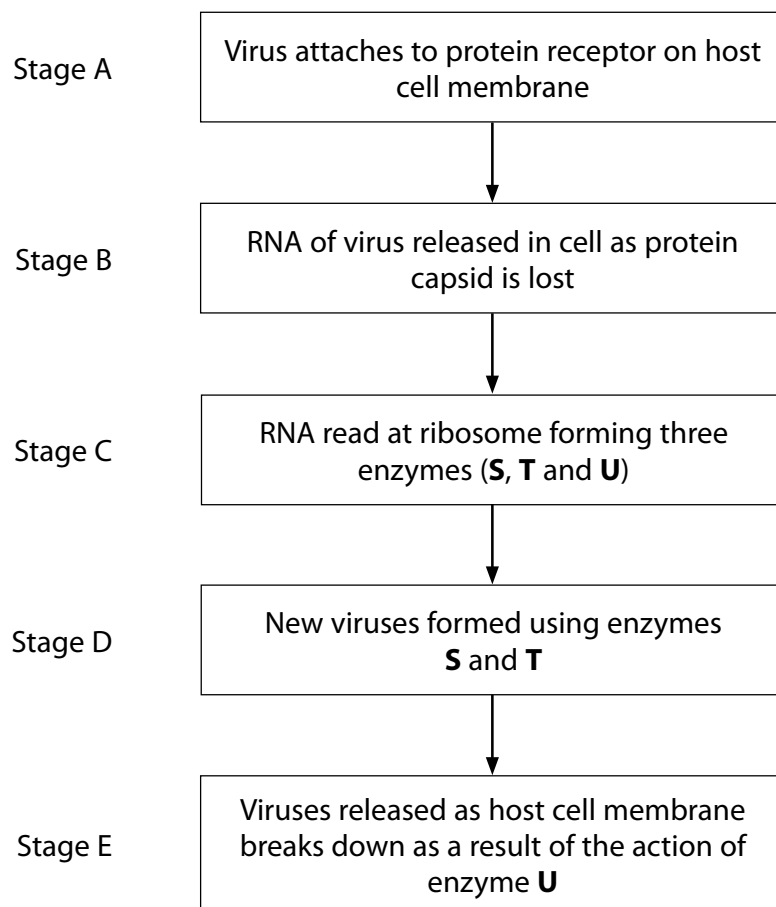 Stage A
Virus attaches to protein receptor on host
cell membrane
Stage B
RNA of virus released in cell as protein
capsid is lost
Stage C
RNA read at ribosome forming three
enzymes (S, T and U)
Stage D
New viruses formed using enzymes
S and T
Stage E
Viruses released as host cell membrane
breaks down as a result of the action of
enzyme U